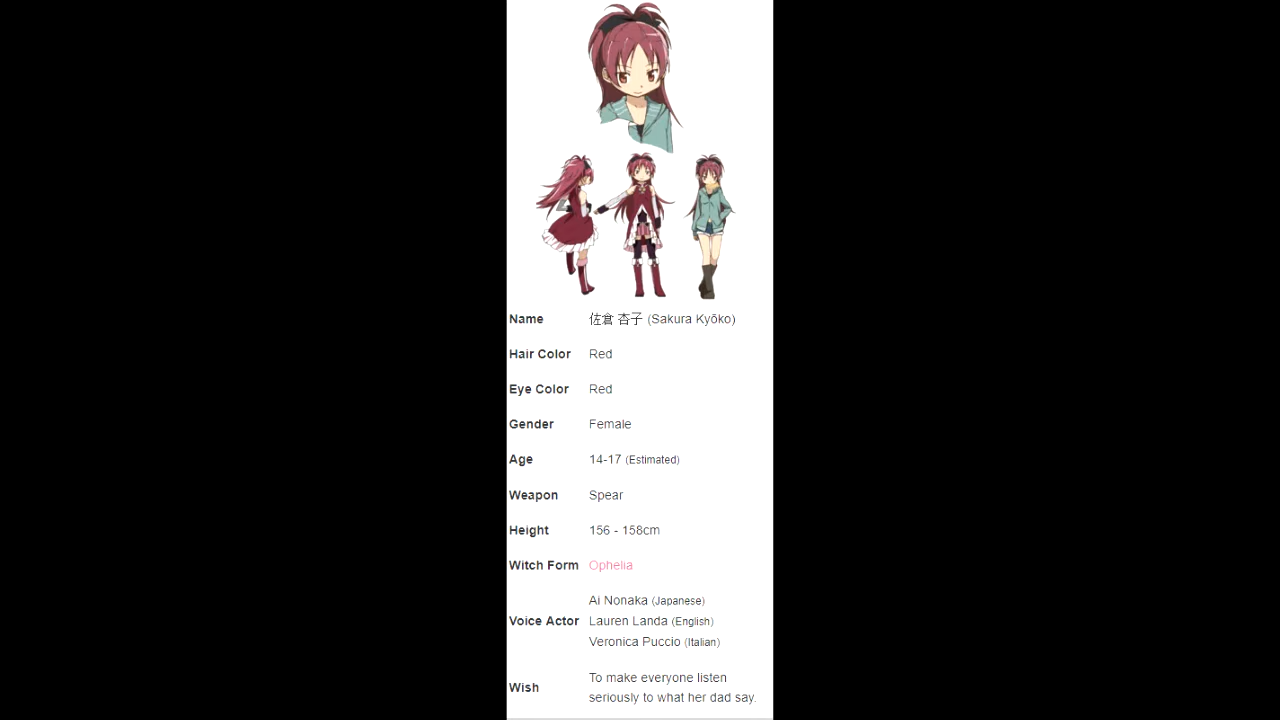 Name 佐倉 杏子 (Sakura Kyōko)
Hair Color Red
Eye Color Red
Gender Female
Age 14-17 (Estimated)
Weapon Spear
Height 156 - 158cm
Witch Form Ophelia
Voice Actor Ai Nonaka (Japanese)
Lauren Landa (English)
Veronica Puccio (Italian)
Wish To make everyone listen
seriously to what her dad say.